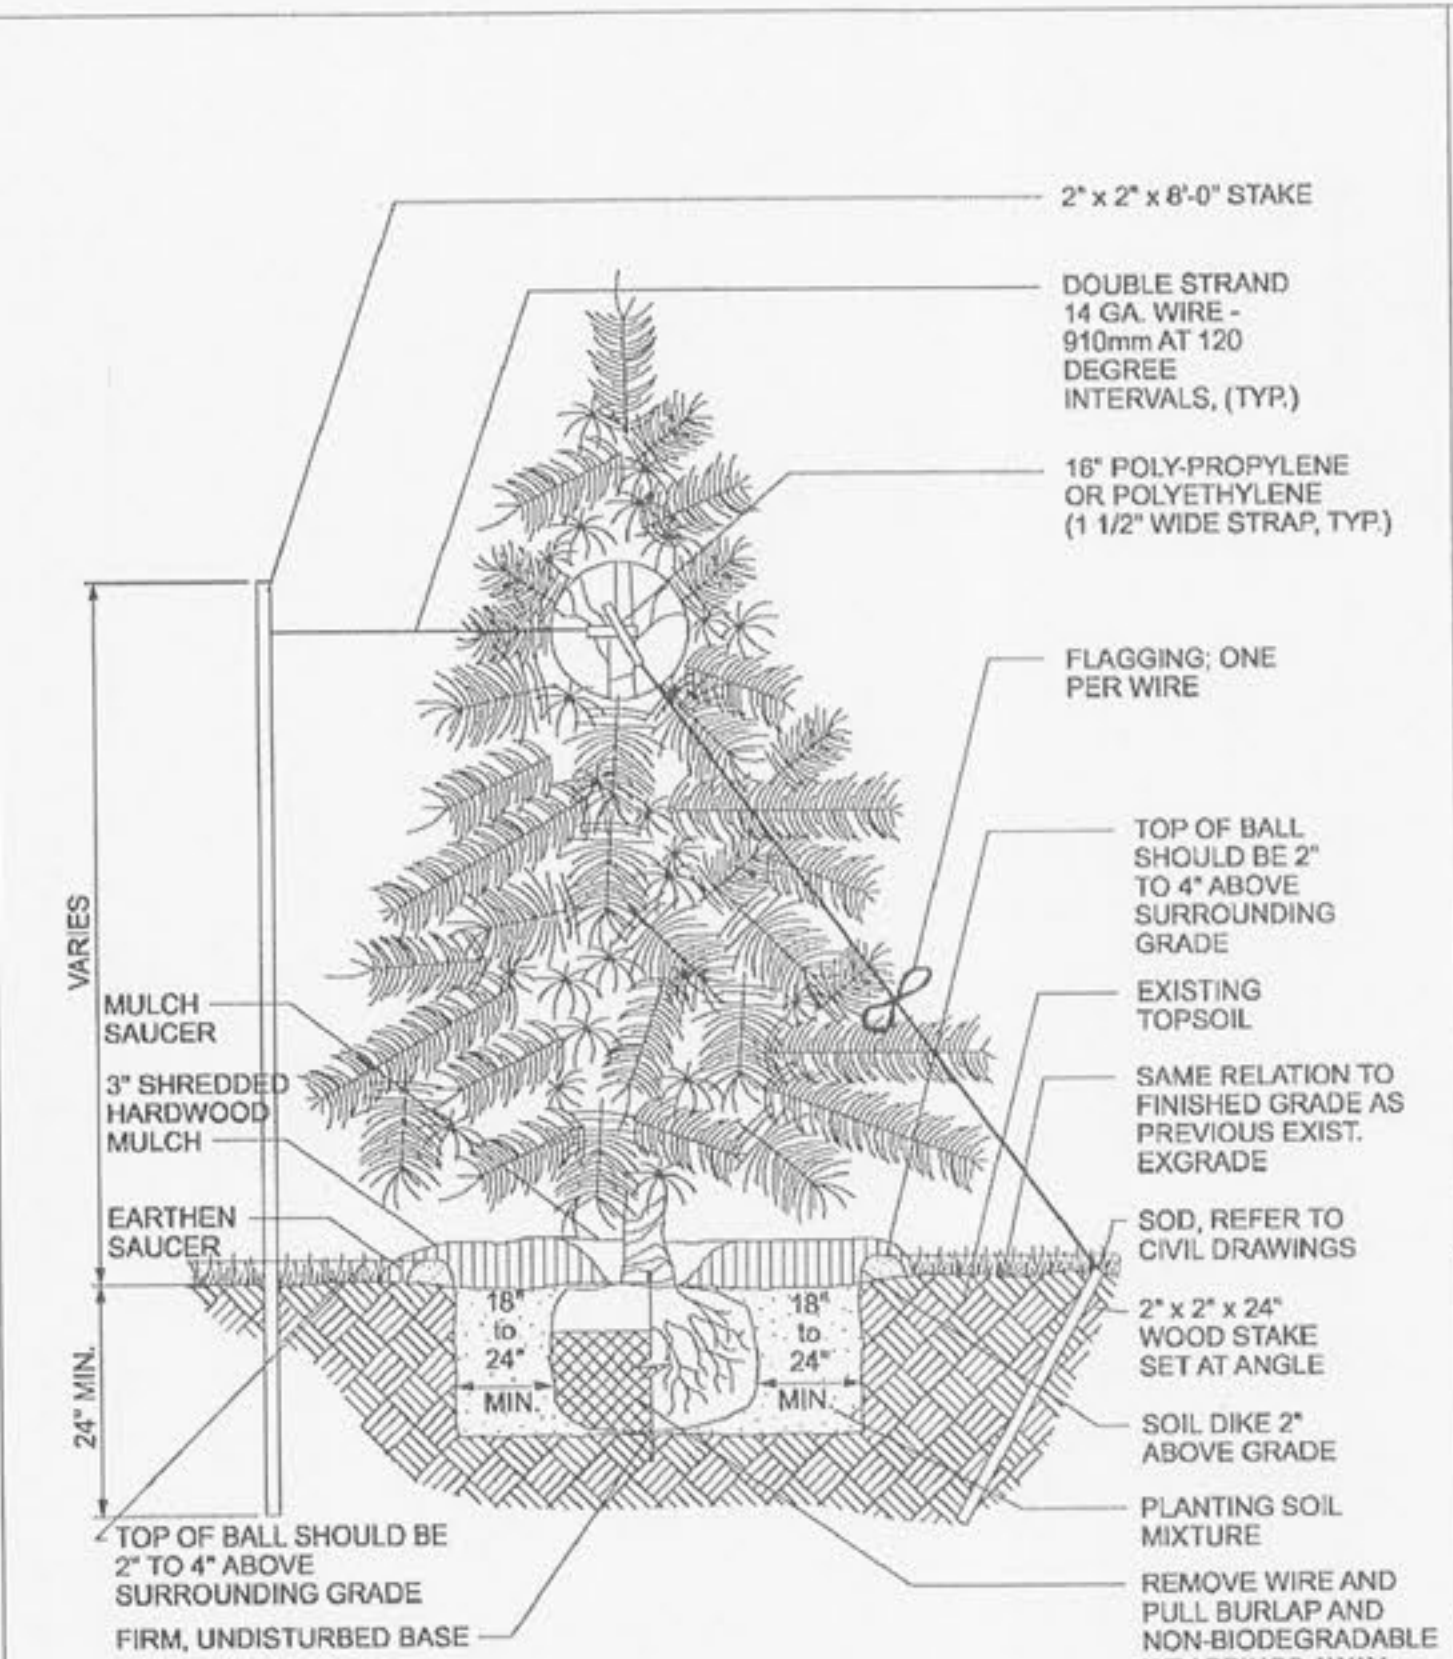 2" x 2" x 8'-0" STAKE
DOUBLE STRAND
14 GA. WIRE -
910mm AT 120
DEGREE
INTERVALS, (TYP.)
16" POLY-PROPYLENE
OR POLYETHYLENE
(1 1/2" WIDE STRAP, TYP.)
FLAGGING; ONE
PER WIRE
TOP OF BALL
SHOULD BE 2"
TO 4" ABOVE
SURROUNDING
GRADE
EXISTING
TOPSOIL
SAME RELATION TO
FINISHED GRADE AS
PREVIOUS EXIST.
EXGRADE
SOD, REFER TO
CIVIL DRAWINGS
2" x 2" x 24"
WOOD STAKE
SET AT ANGLE
SOIL DIKE 2"
ABOVE GRADE
PLANTING SOIL
MIXTURE
REMOVE WIRE AND
PULL BURLAP AND
NON-BIODEGRADABLE
VARIES
24" MIN.
MULCH
SAUCER
3" SHREDDED
HARDWOOD
MULCH
EARTHEN
SAUCER
18"
to
24"
MIN.
18"
to
24"
MIN.
TOP OF BALL SHOULD BE
2" TO 4" ABOVE
SURROUNDING GRADE
FIRM, UNDISTURBED BASE